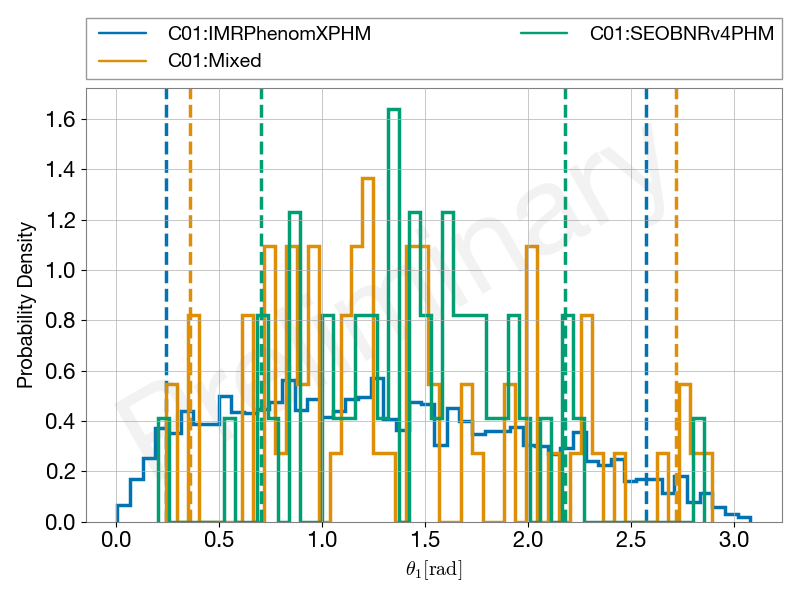 C01:IMRPhenomXPHM
C01:Mixed
C01:SEOBNRv4PHM
Preliminary
Probability Density
1.6
1.4
1.2
1.0
0.8
0.6
0.4
0.2
0.0
0.0 0.5 1.0 1.5 2.0 2.5 3.0
θ₁[rad]